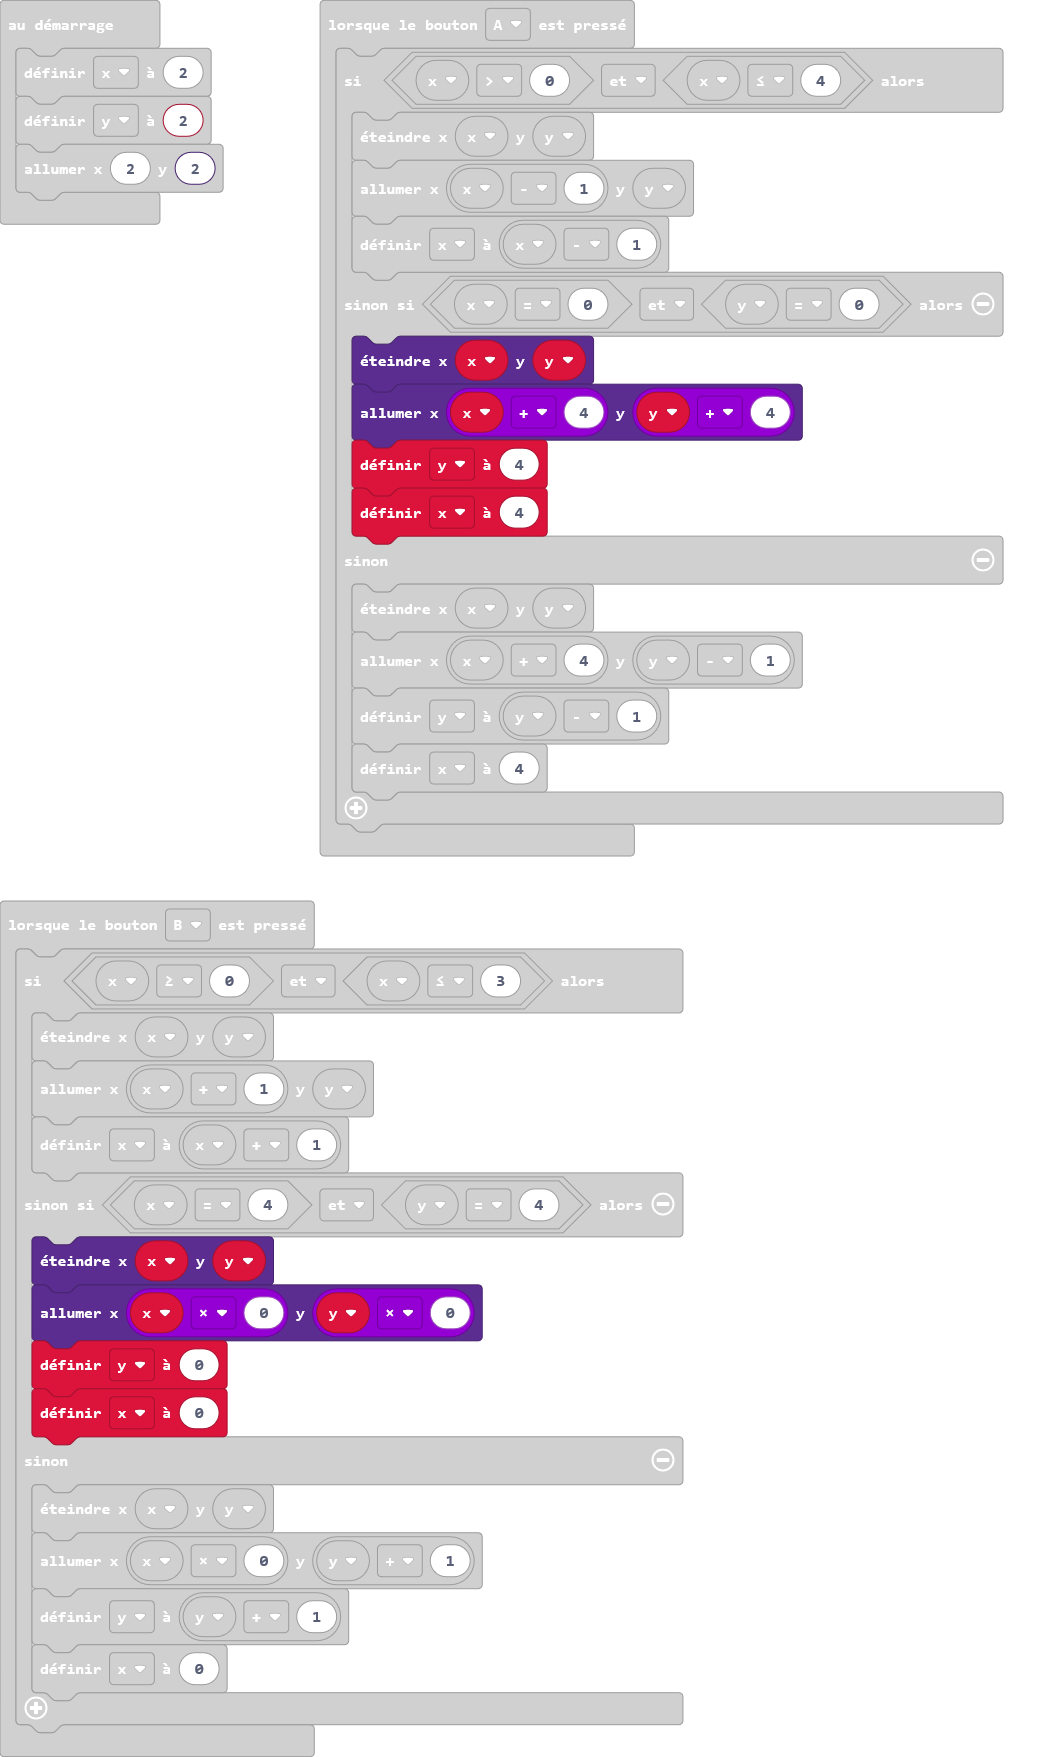 au démarrage
définir x à 2
définir y à 2
allumer x 2 y 2
lorsque le bouton A est pressé
si x > 0 et x ≤ 4 alors
éteindre x x y y
allumer x x - 1 y y
définir x à x - 1
sinon si x = 0 et y = 0 alors
éteindre x x y y
allumer x x + 4 y y + 4
définir y à 4
définir x à 4
sinon
éteindre x x y y
allumer x x + 4 y y - 1
définir y à y - 1
définir x à 4
lorsque le bouton B est pressé
si x ≥ 0 et x ≤ 3 alors
éteindre x x y y
allumer x x + 1 y y
définir x à x + 1
sinon si x = 4 et y = 4 alors
éteindre x x y y
allumer x x × 0 y y × 0
définir y à 0
définir x à 0
sinon
éteindre x x y y
allumer x x × 0 y y + 1
définir y à y + 1
définir x à 0